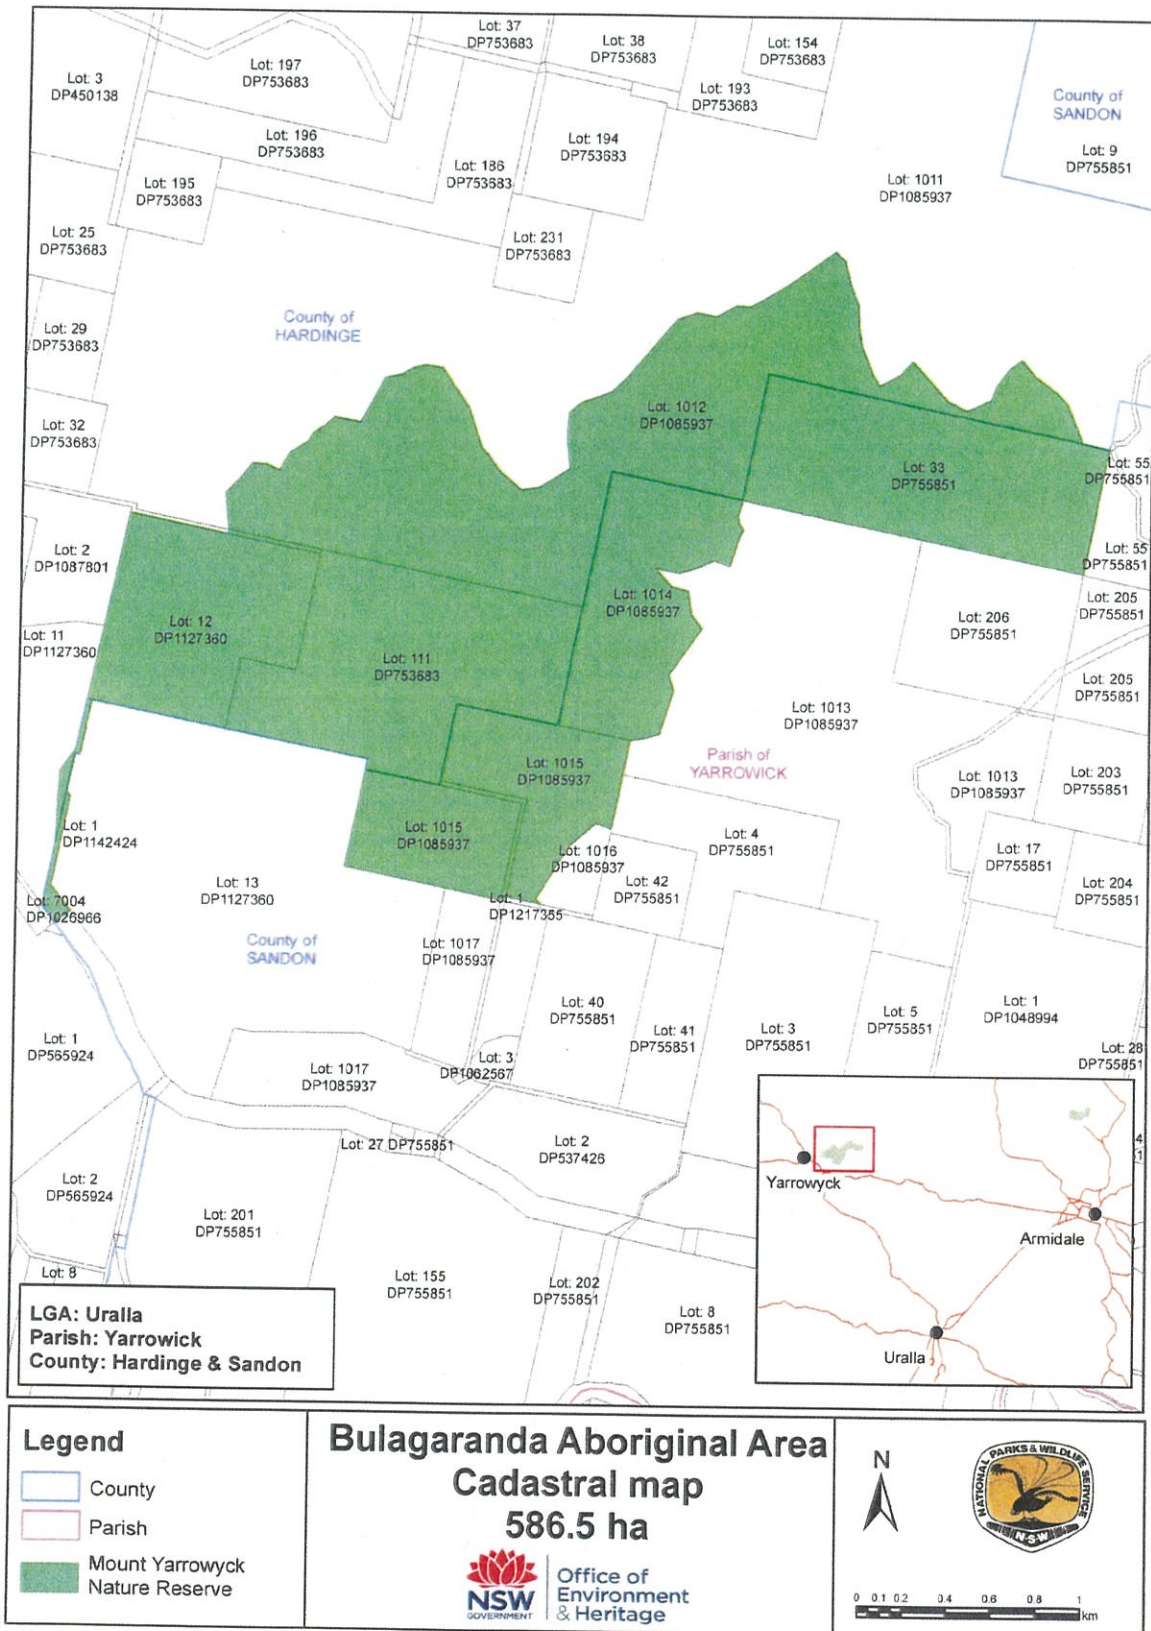 Lot: 37
DP753683
Lot: 38
DP753683
Lot: 154
DP753683
Lot: 3
DP450138
Lot: 197
DP753683
Lot: 193
DP753683
County of
SANDON
Lot: 196
DP753683
Lot: 194
DP753683
Lot: 9
DP755851
Lot: 186
DP753683
Lot: 195
DP753683
Lot: 1011
DP1085937
Lot: 25
DP753683
Lot: 231
DP753683
County of
HARDINGE
Lot: 29
DP753683
Lot: 32
DP753683
Lot: 1012
DP1085937
Lot: 33
DP755851
Lot: 55
DP755851
Lot: 2
DP1087801
Lot: 55
DP755851
Lot: 1014
DP1085937
Lot: 205
DP755851
Lot: 12
DP1127360
Lot: 206
DP755851
Lot: 11
DP1127360
Lot: 111
DP753683
Lot: 205
DP755851
Lot: 1013
DP1085937
Parish of
YARROWICK
Lot: 1015
DP1085937
Lot: 1013
DP1085937
Lot: 203
DP755851
Lot: 1
DP1142424
Lot: 1015
DP1085937
Lot: 4
DP755851
Lot: 1016
DP1085937
Lot: 17
DP755851
Lot: 13
DP1127360
Lot: 42
DP755851
Lot: 204
DP755851
Lot: 7004
DP1026966
Lot: 1
DP1217355
County of
SANDON
Lot: 1017
DP1085937
Lot: 40
DP755851
Lot: 5
DP755851
Lot: 1
DP1048994
Lot: 41
DP755851
Lot: 3
DP755851
Lot: 1
DP565924
Lot: 28
DP755851
Lot: 3
DP1062567
Lot: 1017
DP1085937
Lot: 27 DP755851
Lot: 2
DP537426
4
1
Lot: 2
DP565924
Lot: 201
DP755851
Yarrowyck
Armidale
Uralla
Lot: 8
Lot: 155
DP755851
Lot: 202
DP755851
Lot: 8
DP755851
LGA: Uralla
Parish: Yarrowick
County: Hardinge & Sandon
Legend
County
Parish
Mount Yarrowyck
Nature Reserve
Bulagaranda Aboriginal Area
Cadastral map
586.5 ha
NSW
GOVERNMENT
Office of
Environment
& Heritage
N
NATIONAL PARKS & WILDLIFE SERVICE
N·S·W
0 0.1 0.2 0.4 0.6 0.8 1
km